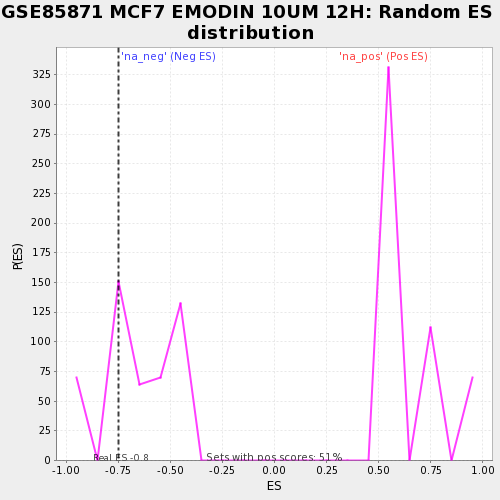 GSE85871 MCF7 EMODIN 10UM 12H: Random ES
distribution
'na_neg' (Neg ES)
'na_pos' (Pos ES)
325
300
275
250
225
200
175
150
125
100
75
50
25
0
P(ES)
Real ES -0.8
Sets with pos scores: 51%
-1.00 -0.75 -0.50 -0.25 0.00 0.25 0.50 0.75 1.00
ES